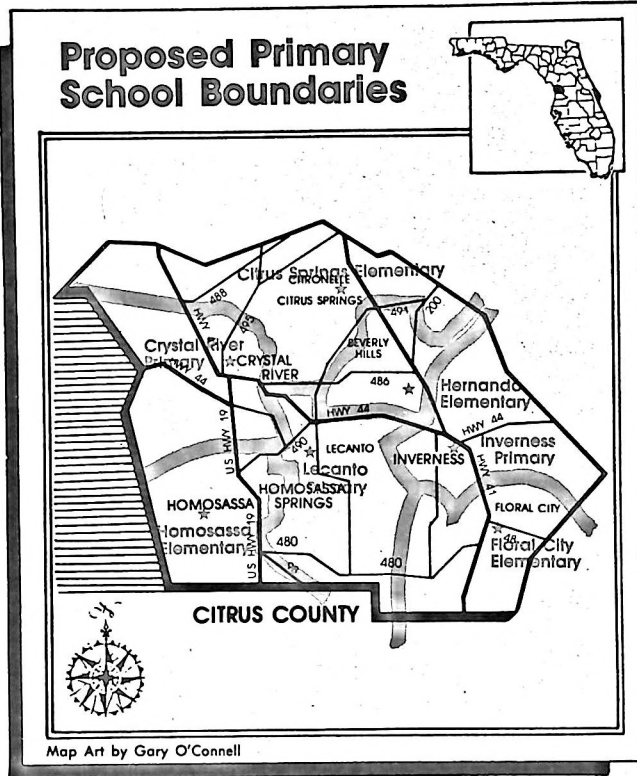 Proposed Primary
School Boundaries
Citrus Springs Elementary
CITRONELLE
CITRUS SPRINGS
488
HWY
495
491
200
Crystal River
Primary
CRYSTAL
RIVER
HWY 44
BEVERLY
HILLS
486
Hernando
Elementary
US HWY 19
HWY 44
HWY 44
490
LECANTO
Lecanto
INVERNESS
Inverness
Primary
HWY 41
HOMOSASSA
SPRINGS
HOMOSASSA
Homosassa
Elementary
FLORAL CITY
48
Floral City
Elementary
US HWY 19
480
480
CITRUS COUNTY
Map Art by Gary O'Connell